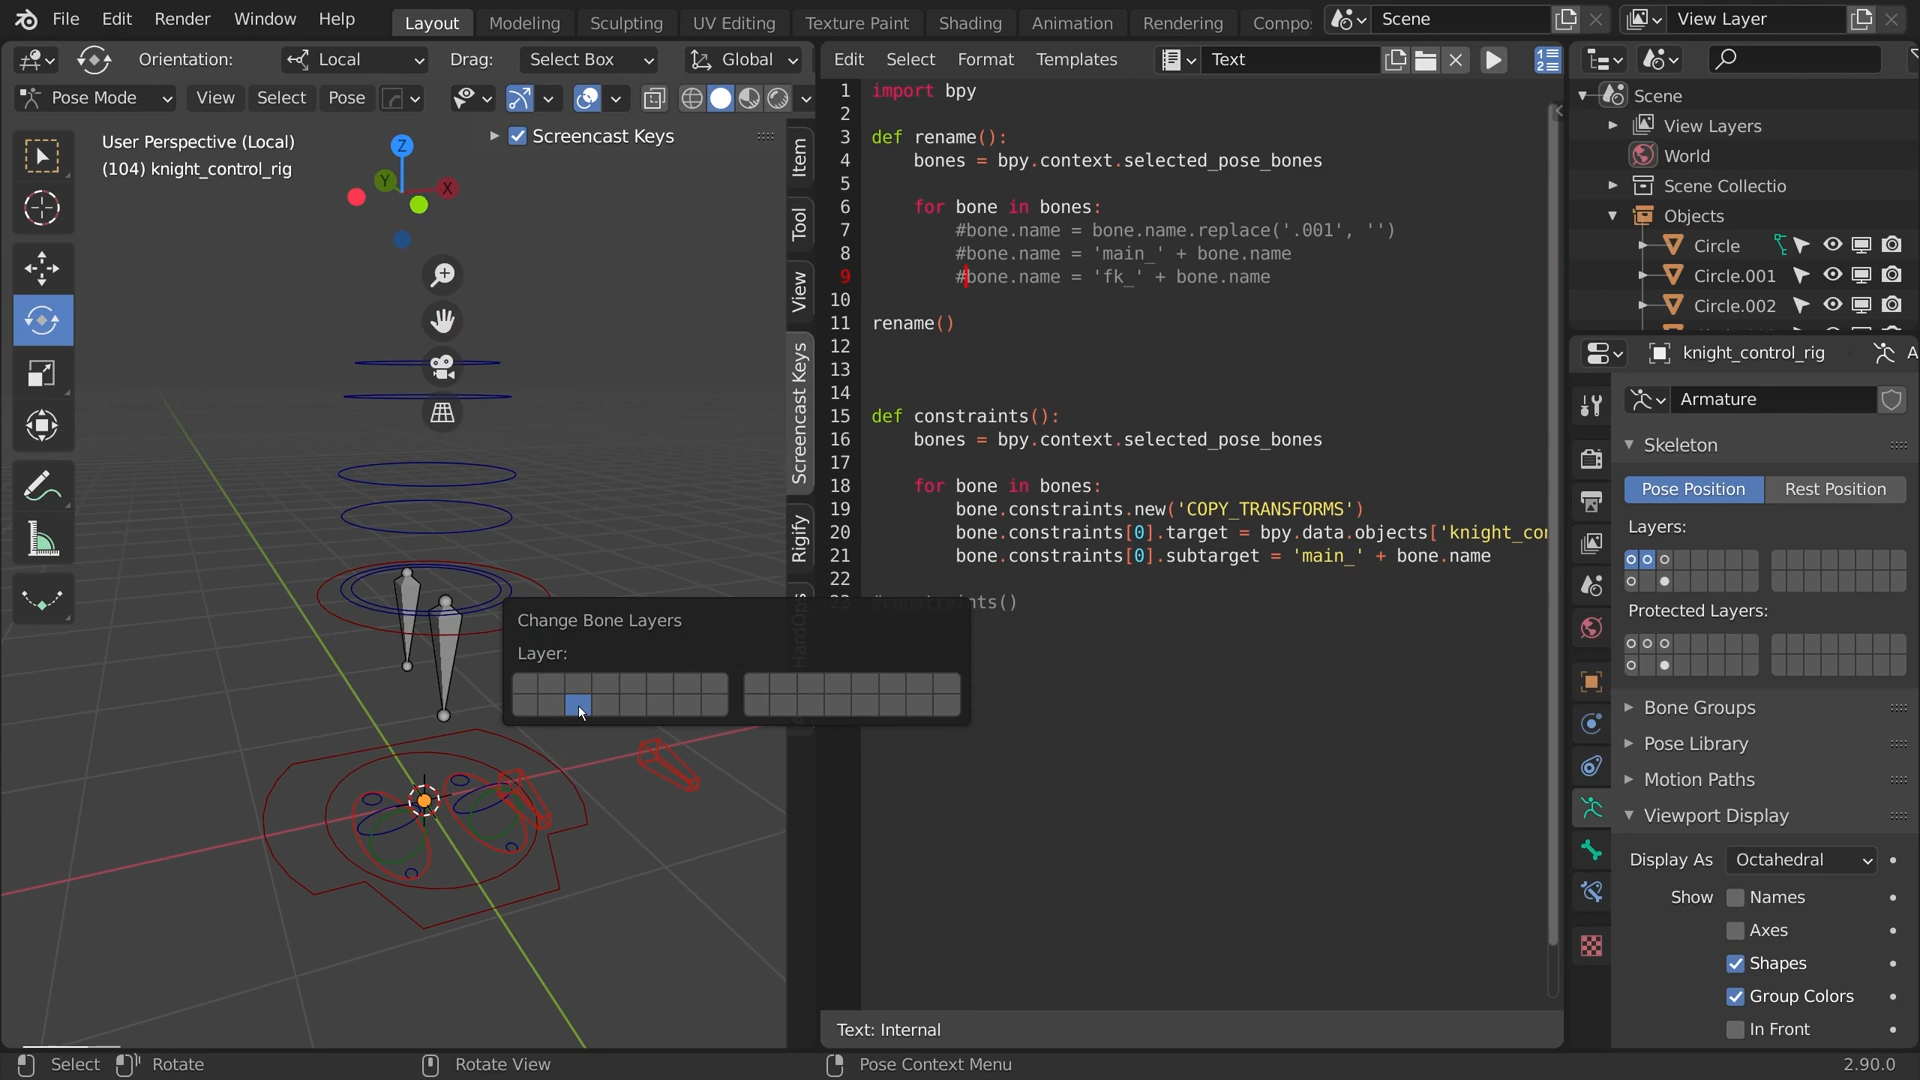 File Edit Render Window Help
Layout Modeling Sculpting UV Editing Texture Paint Shading Animation Rendering Compo
Scene
View Layer
Orientation: Local Drag: Select Box Global
Pose Mode View Select Pose
User Perspective (Local)
(104) knight_control_rig
Screencast Keys
Z
Y
X
Item
Tool
View
Screencast Keys
Rigify
HardOps
Edit Select Format Templates Text
1 import bpy
2
3 def rename():
4 bones = bpy.context.selected_pose_bones
5
6 for bone in bones:
7 #bone.name = bone.name.replace('.001', '')
8 #bone.name = 'main_' + bone.name
9 #bone.name = 'fk_' + bone.name
10
11 rename()
12
13
14
15 def constraints():
16 bones = bpy.context.selected_pose_bones
17
18 for bone in bones:
19 bone.constraints.new('COPY_TRANSFORMS')
20 bone.constraints[0].target = bpy.data.objects['knight_con
21 bone.constraints[0].subtarget = 'main_' + bone.name
22
23 #constraints()
Change Bone Layers
Layer:
Text: Internal
Scene
View Layers
World
Scene Collectio
Objects
Circle
Circle.001
Circle.002
knight_control_rig A
Armature
Skeleton
Pose Position Rest Position
Layers:
Protected Layers:
Bone Groups
Pose Library
Motion Paths
Viewport Display
Display As Octahedral
Show Names
Axes
Shapes
Group Colors
In Front
Select Rotate Rotate View Pose Context Menu 2.90.0